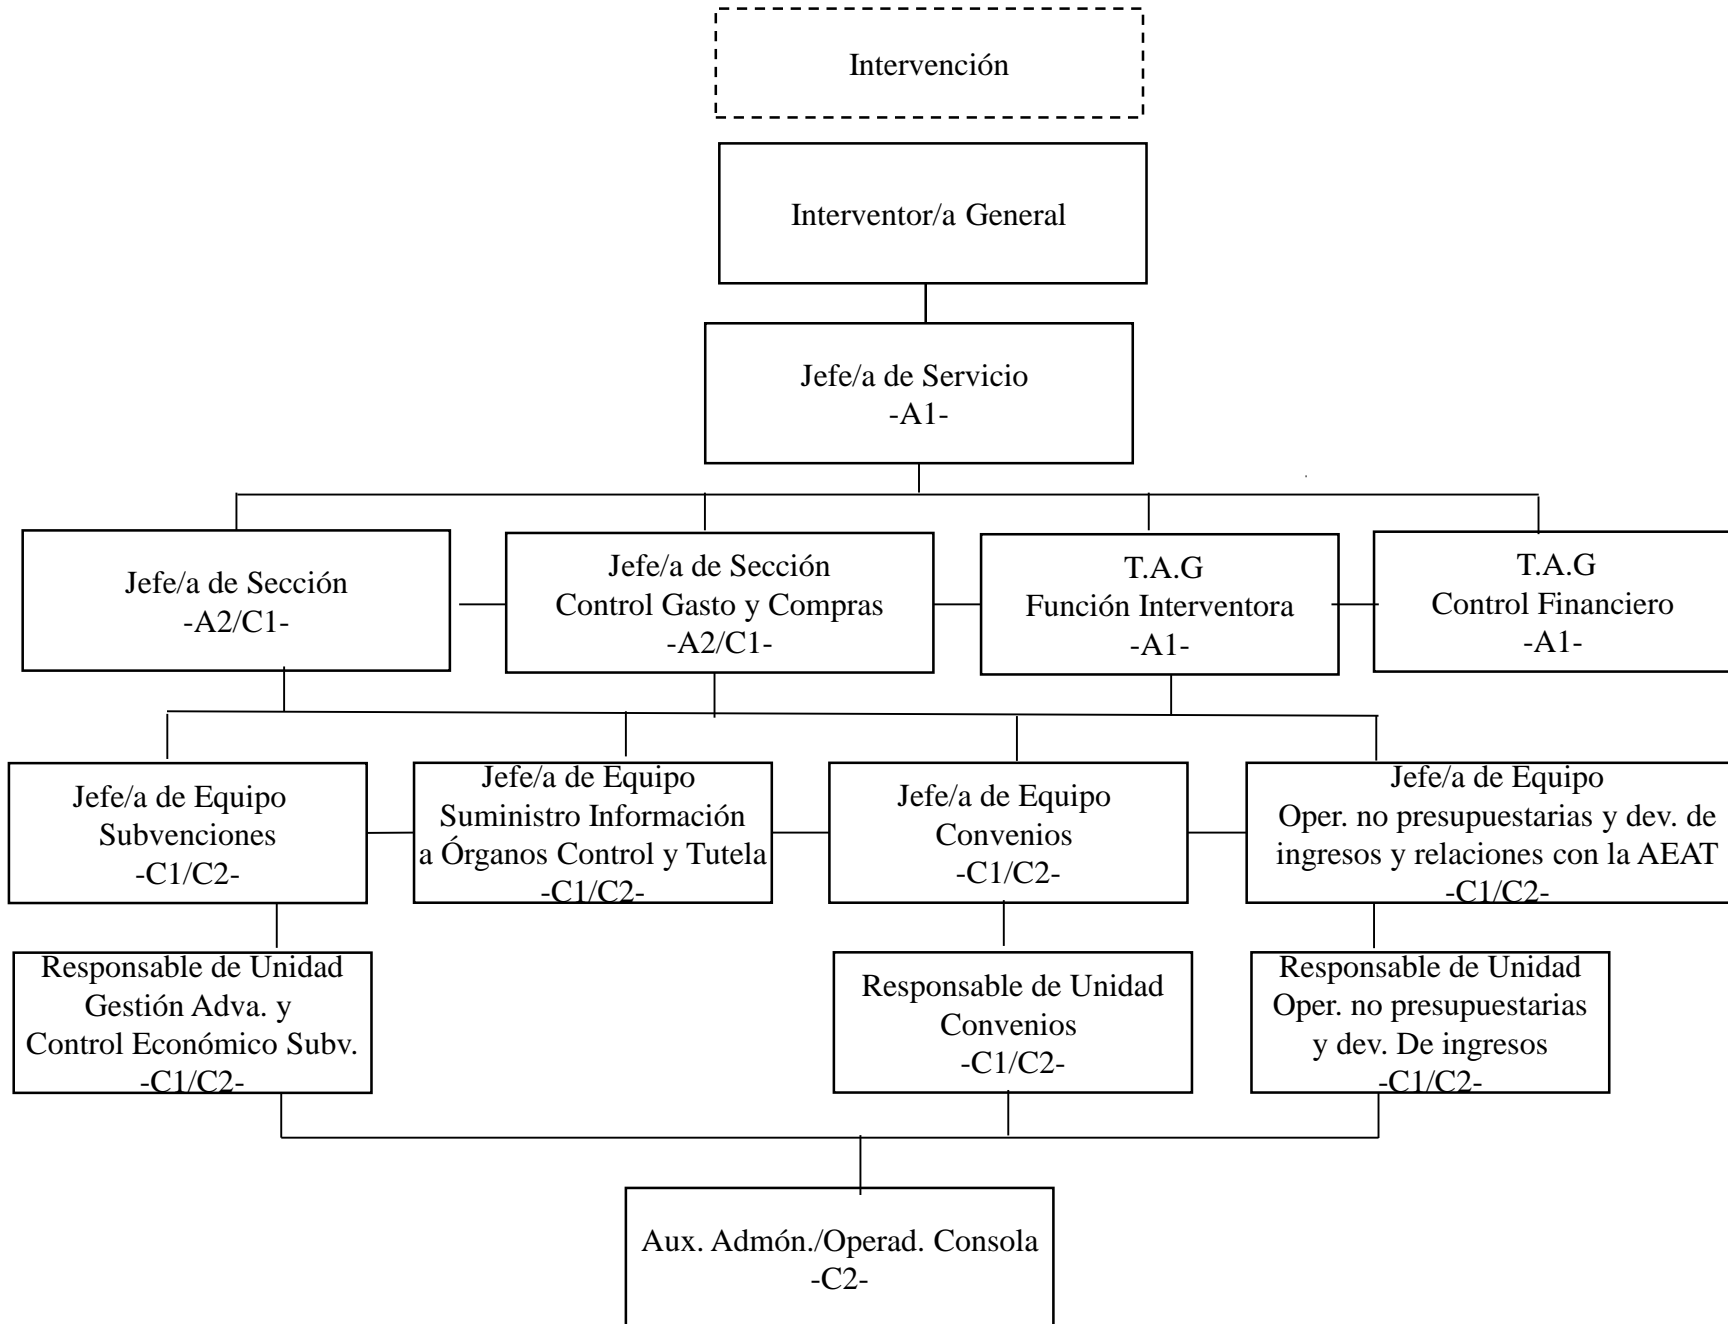 Intervención
Interventor/a General
Jefe/a de Servicio
-A1-
Jefe/a de Sección
-A2/C1-
Jefe/a de Sección
Control Gasto y Compras
-A2/C1-
T.A.G
Función Interventora
-A1-
T.A.G
Control Financiero
-A1-
Jefe/a de Equipo
Subvenciones
-C1/C2-
Jefe/a de Equipo
Suministro Información
a Órganos Control y Tutela
-C1/C2-
Jefe/a de Equipo
Convenios
-C1/C2-
Jefe/a de Equipo
Oper. no presupuestarias y dev. de
ingresos y relaciones con la AEAT
-C1/C2-
Responsable de Unidad
Gestión Adva. y
Control Económico Subv.
-C1/C2-
Responsable de Unidad
Convenios
-C1/C2-
Responsable de Unidad
Oper. no presupuestarias
y dev. De ingresos
-C1/C2-
Aux. Admón./Operad. Consola
-C2-